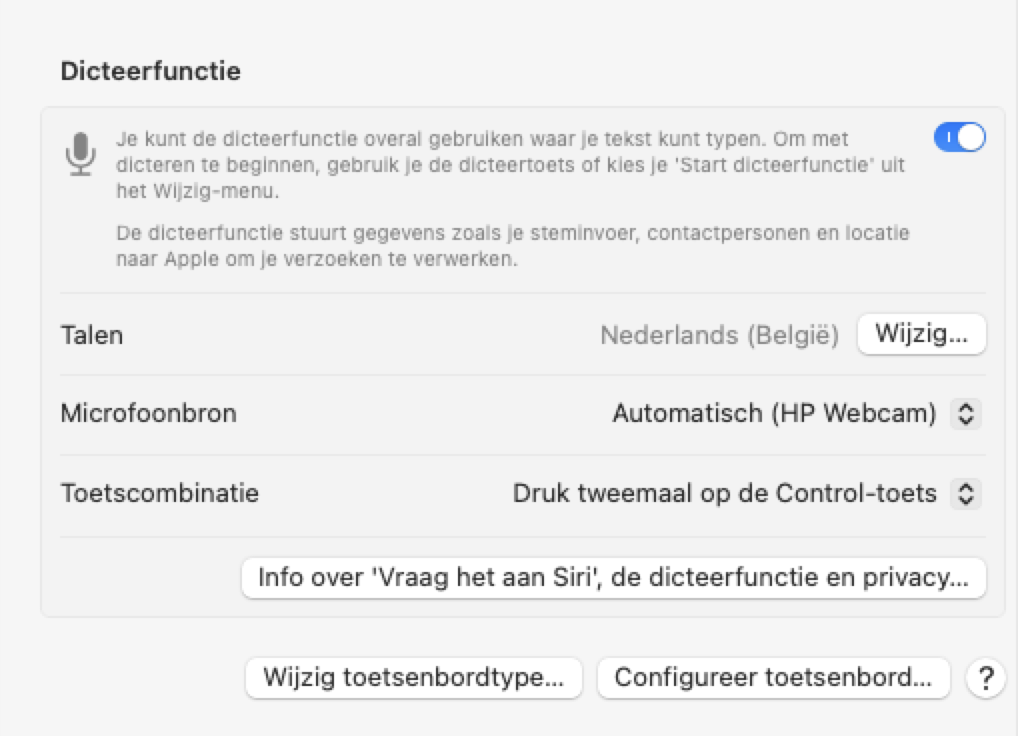 Dicteerfunctie
Je kunt de dicteerfunctie overal gebruiken waar je tekst kunt typen. Om met
dicteren te beginnen, gebruik je de dicteertoets of kies je 'Start dicteerfunctie' uit
het Wijzig-menu.
De dicteerfunctie stuurt gegevens zoals je steminvoer, contactpersonen en locatie
naar Apple om je verzoeken te verwerken.
Talen Nederlands (België) Wijzig...
Microfoonbron Automatisch (HP Webcam)
Toetscombinatie Druk tweemaal op de Control-toets
Info over 'Vraag het aan Siri', de dicteerfunctie en privacy...
Wijzig toetsenbordtype... Configureer toetsenbord... ?